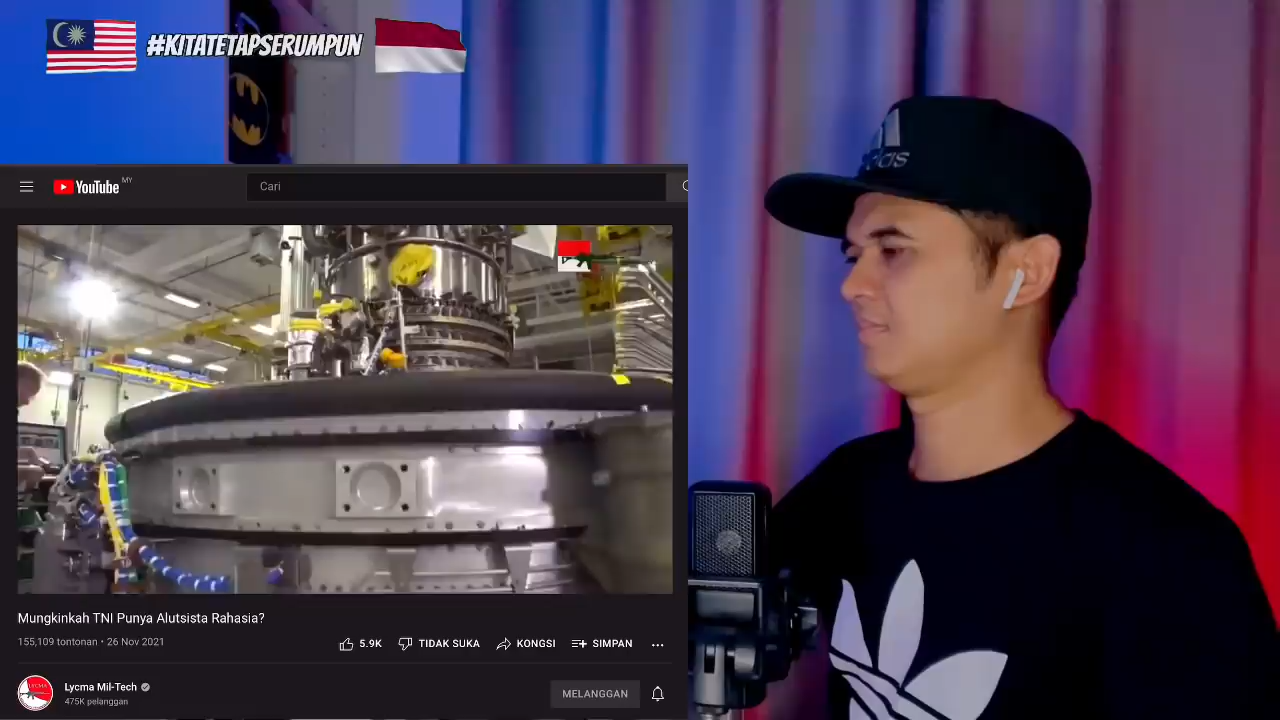 #KITATETAPSERUMPUN
YouTube MY
Cari
Mungkinkah TNI Punya Alutsista Rahasia?
155,109 tontonan • 26 Nov 2021
5.9K TIDAK SUKA KONGSI SIMPAN
Lycma Mil-Tech
475K pelanggan
MELANGGAN